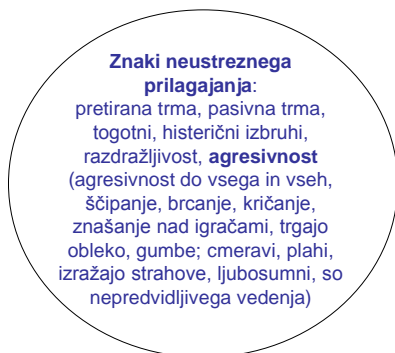 Znaki neustreznega
prilagajanja:
pretirana trma, pasivna trma,
togotni, histerični izbruhi,
razdražljivost, agresivnost
(agresivnost do vsega in vseh,
ščipanje, brcanje, kričanje,
znašanje nad igračami, trgajo
obleko, gumbe; cmeravi, plahi,
izražajo strahove, ljubosumni, so
nepredvidljivega vedenja)